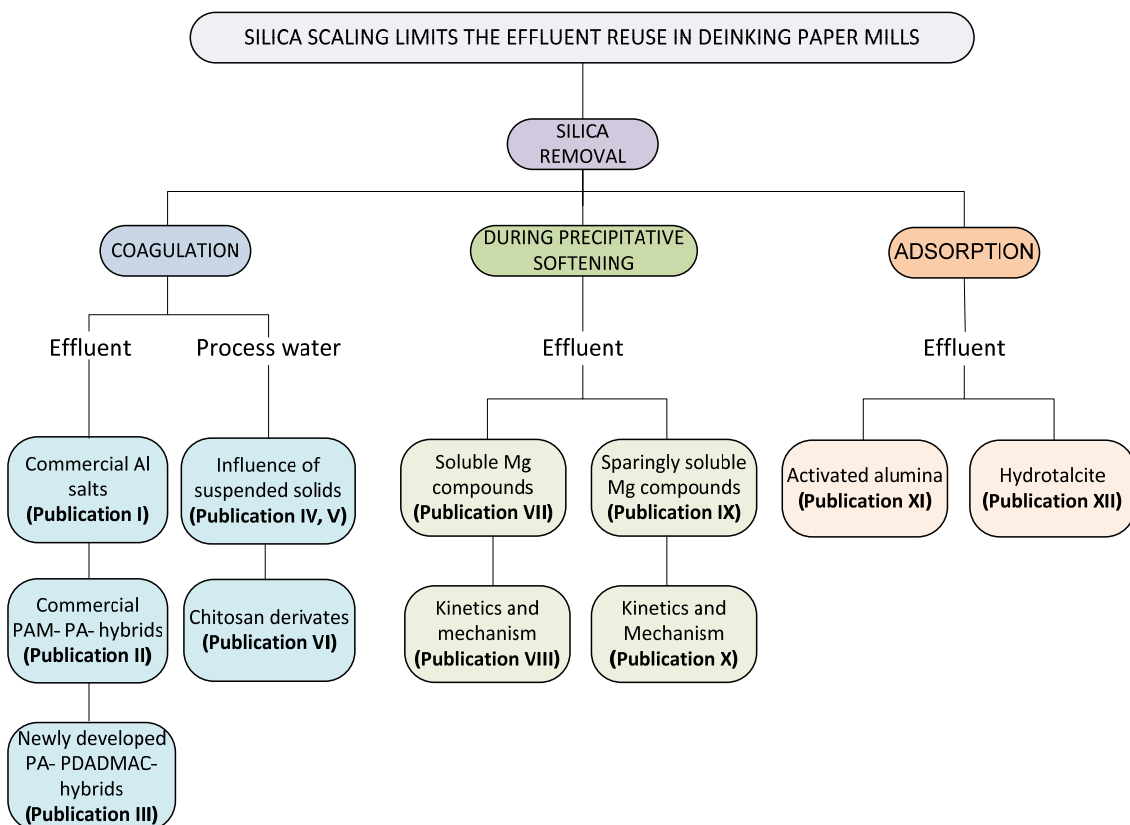 SILICA SCALING LIMITS THE EFFLUENT REUSE IN DEINKING PAPER MILLS
SILICA
REMOVAL
COAGULATION
DURING PRECIPITATIVE
SOFTENING
ADSORPTION
Effluent
Process water
Effluent
Effluent
Commercial Al
salts
(Publication I)
Influence of
suspended solids
(Publication IV, V)
Soluble Mg
compounds
(Publication VII)
Sparingly soluble
Mg compounds
(Publication IX)
Activated alumina
(Publication XI)
Hydrotalcite
(Publication XII)
Commercial
PAM- PA- hybrids
(Publication II)
Chitosan derivates
(Publication VI)
Kinetics and
mechanism
(Publication VIII)
Kinetics and
Mechanism
(Publication X)
Newly developed
PA- PDADMAC-
hybrids
(Publication III)